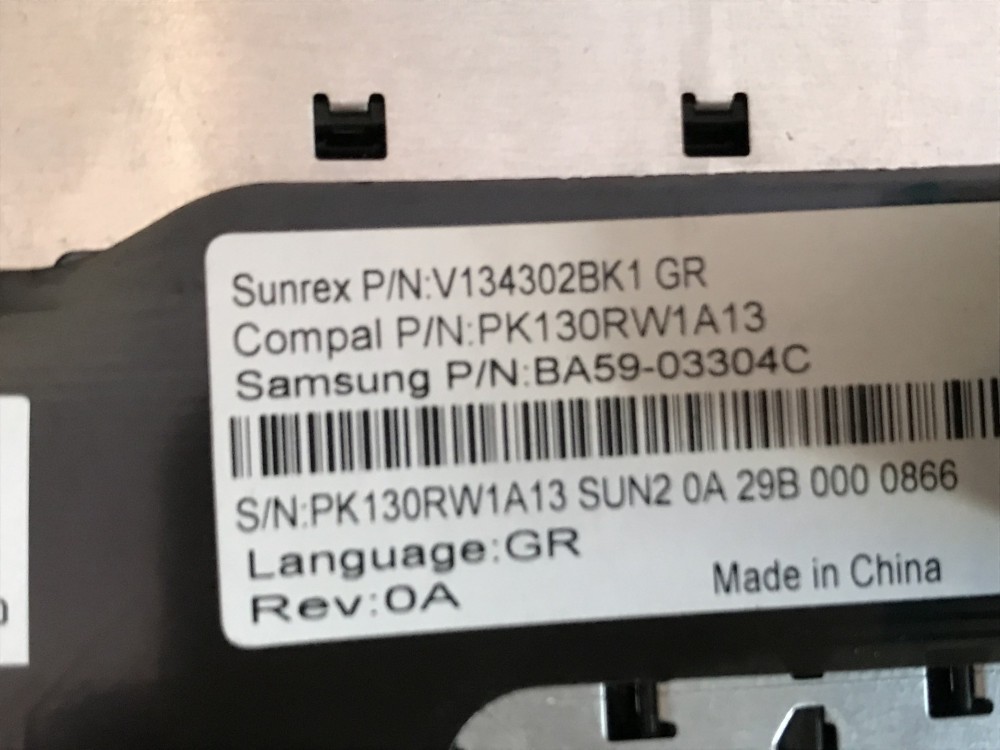 Sunrex P/N:V134302BK1 GR
Compal P/N:PK130RW1A13
Samsung P/N:BA59-03304C
S/N:PK130RW1A13 SUN2 0A 29B 000 0866
Language:GR
Rev:0A
Made in China